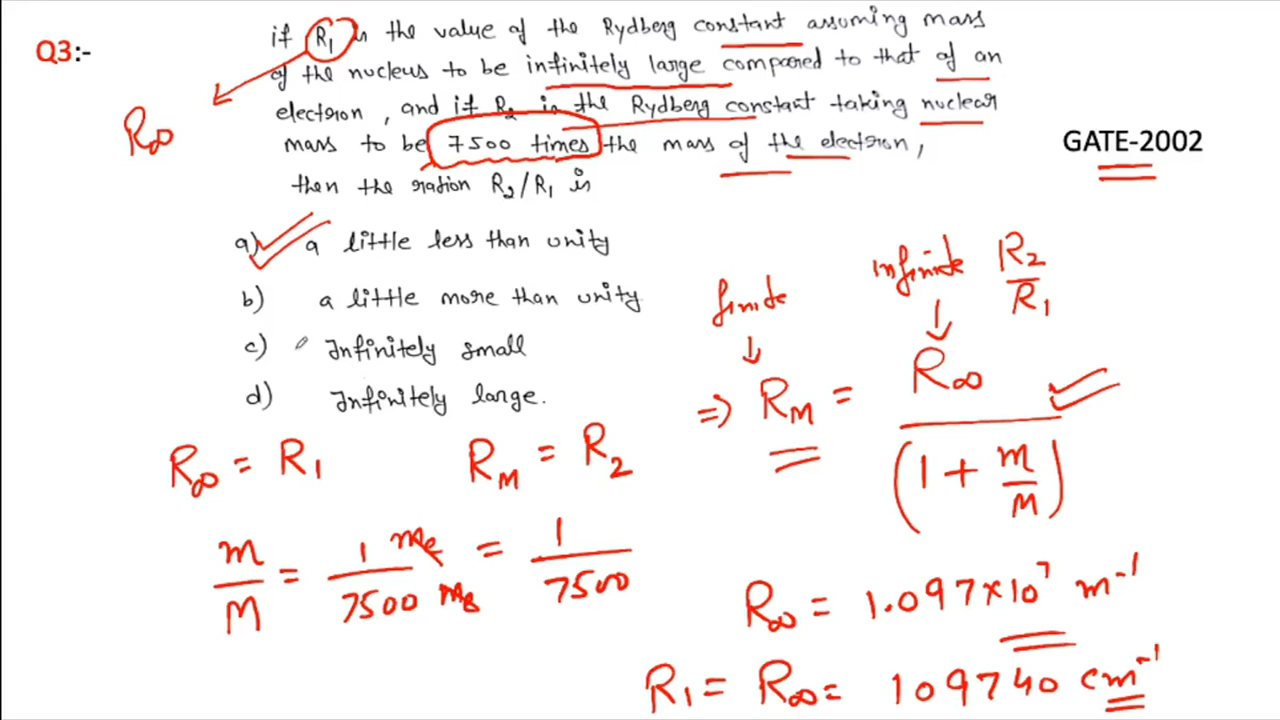 Q3:-
if R₁ is the value of the Rydberg constant assuming mass
of the nucleus to be infinitely large compared to that of an
electron, and if R₂ is the Rydberg constant taking nuclear
mass to be 7500 times the mass of the electron,
then the ration R₂/R₁ is
GATE-2002
R∞
a) a little less than unity
b) a little more than unity
c) Infinitely small
d) Infinitely large.
finite
infinite R₂/R₁
⇒ R_M = R∞ / (1 + m/M)
R∞ = R₁ R_M = R₂
m/M = 1 mₑ / 7500 mₑ = 1/7500
R∞ = 1.097×10⁷ m⁻¹
R₁ = R∞ = 109740 cm⁻¹